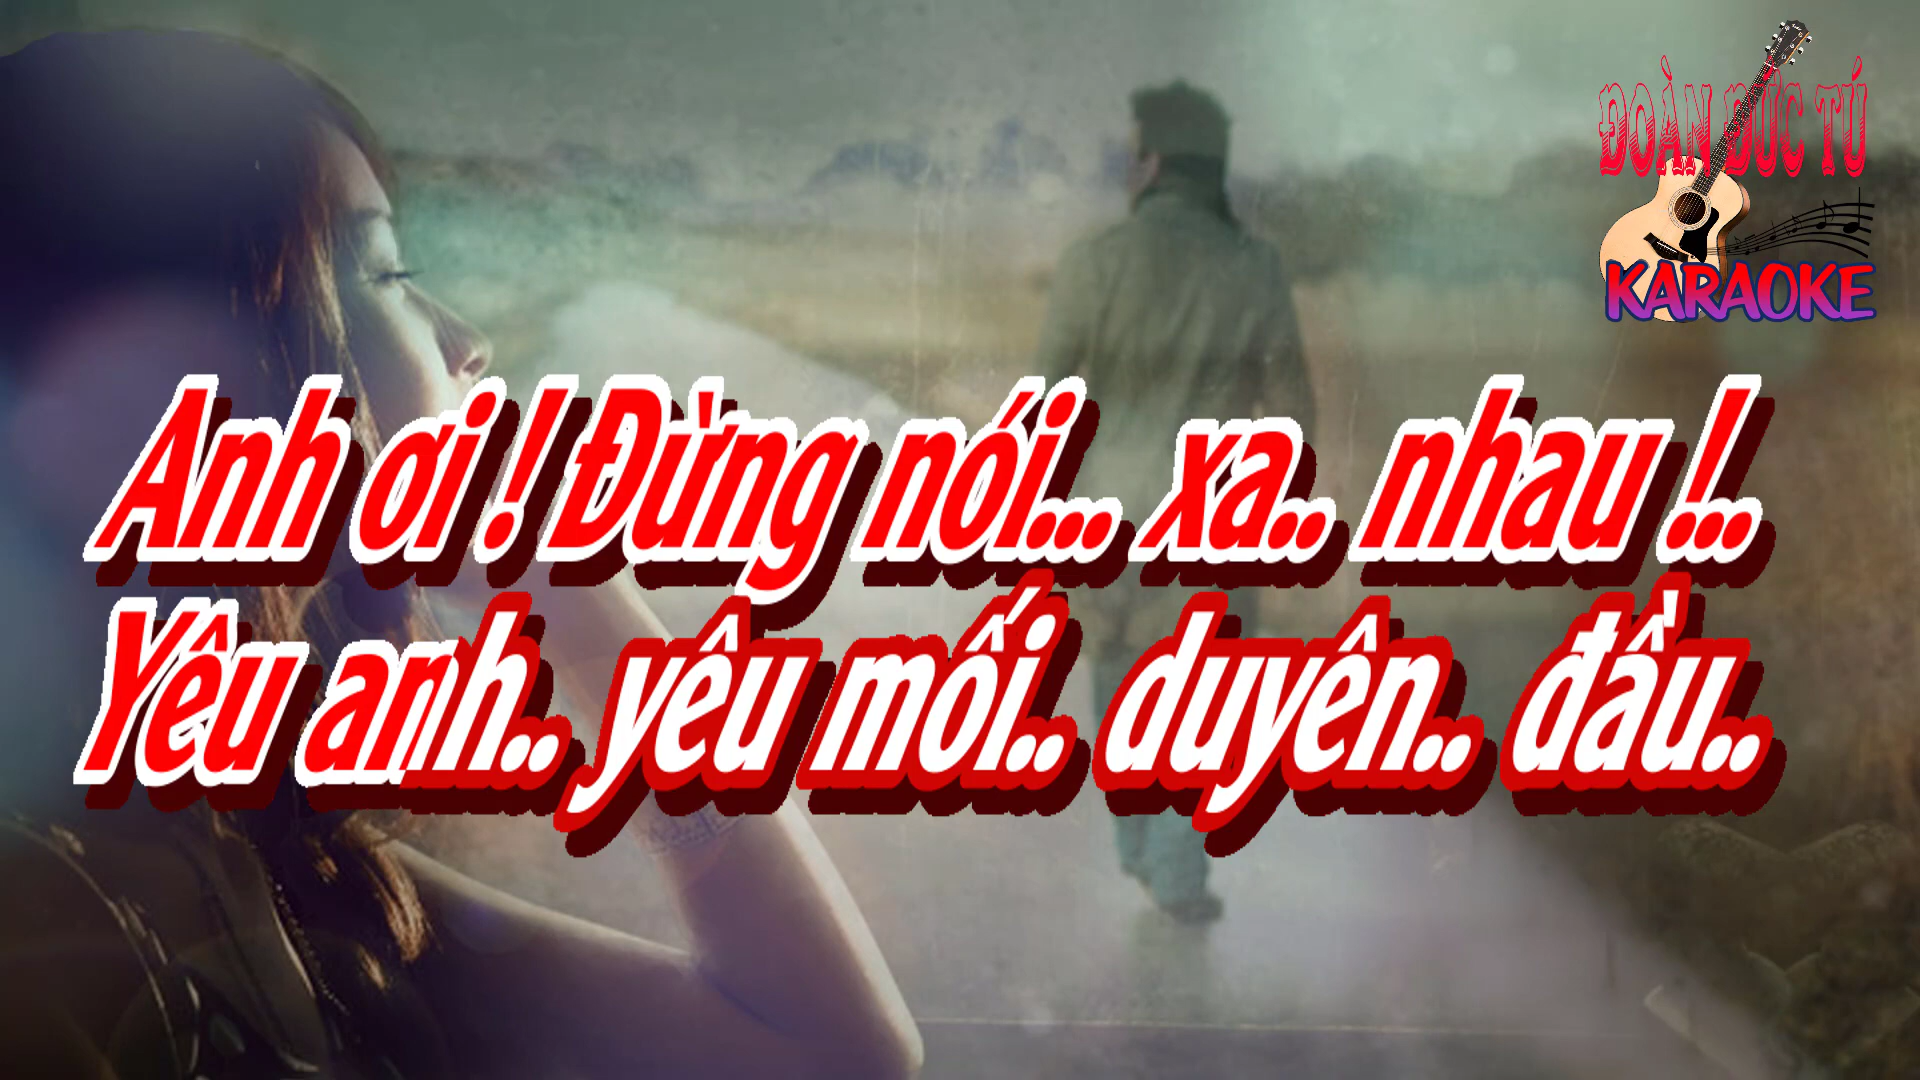 ĐOÀN ĐỨC TÚ
KARAOKE
Anh ơi ! Đừng nói... xa.. nhau !...
Yêu anh.. yêu mối.. duyên.. đầu..